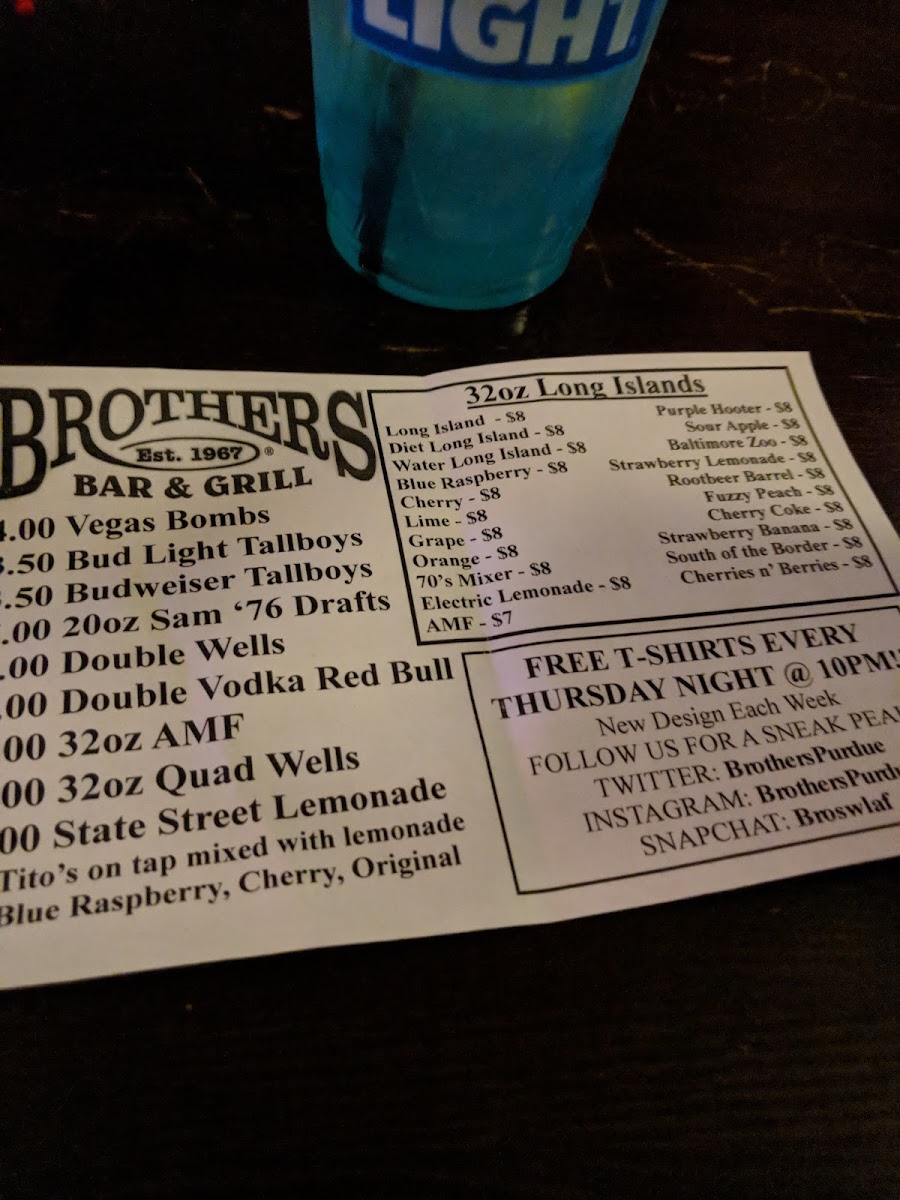 LIGHT
BROTHERS
Est. 1967 ®
BAR & GRILL
4.00 Vegas Bombs
.50 Bud Light Tallboys
.50 Budweiser Tallboys
.00 20oz Sam ‘76 Drafts
.00 Double Wells
.00 Double Vodka Red Bull
00 32oz AMF
00 32oz Quad Wells
00 State Street Lemonade
Tito’s on tap mixed with lemonade
Blue Raspberry, Cherry, Original
32oz Long Islands
Long Island - $8
Diet Long Island - $8
Water Long Island - $8
Blue Raspberry - $8
Cherry - $8
Lime - $8
Grape - $8
Orange - $8
70’s Mixer - $8
Electric Lemonade - $8
AMF - $7
Purple Hooter - $8
Sour Apple - $8
Baltimore Zoo - $8
Strawberry Lemonade - $8
Rootbeer Barrel - $8
Fuzzy Peach - $8
Cherry Coke - $8
Strawberry Banana - $8
South of the Border - $8
Cherries n’ Berries - $8
FREE T-SHIRTS EVERY
THURSDAY NIGHT @ 10PM!!
New Design Each Week
FOLLOW US FOR A SNEAK PEA
TWITTER: BrothersPurdue
INSTAGRAM: BrothersPurdu
SNAPCHAT: Broswlaf